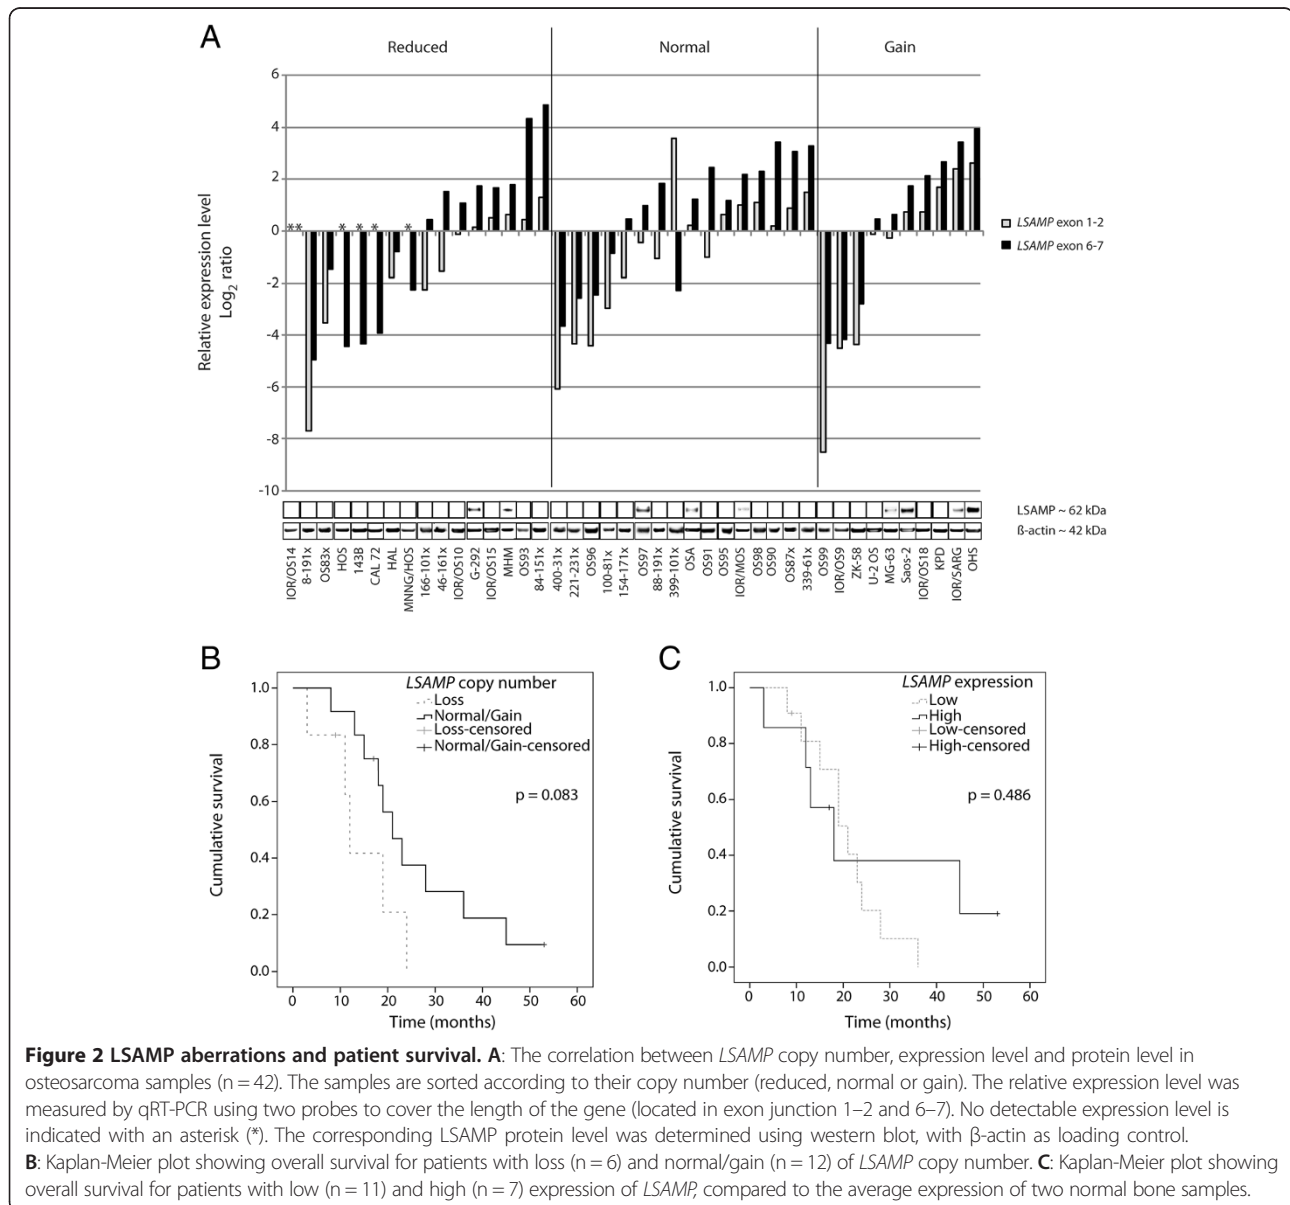 A
Reduced
Normal
Gain
6
4
2
0
-2
-4
-6
-8
-10
Relative expression level
Log2 ratio
* * * * * *
LSAMP exon 1-2
LSAMP exon 6-7
LSAMP ~ 62 kDa
ß-actin ~ 42 kDa
IOR/OS14
8-191x
OS83x
HOS
143B
CAL 72
HAL
MNNG/HOS
166-101x
46-161x
IOR/OS10
G-292
IOR/OS15
MHM
OS93
84-151x
400-31x
221-231x
OS96
100-81x
154-171x
OS97
88-191x
399-101x
OSA
OS91
OS95
IOR/MOS
OS98
OS90
OS87x
339-61x
OS99
IOR/OS9
ZK-58
U-2 OS
MG-63
Saos-2
IOR/OS18
KPD
IOR/SARG
OHS
B
LSAMP copy number
Loss
Normal/Gain
Loss-censored
Normal/Gain-censored
p = 0.083
Cumulative survival
1.0
0.8
0.6
0.4
0.2
0.0
0 10 20 30 40 50 60
Time (months)
C
LSAMP expression
Low
High
Low-censored
High-censored
p = 0.486
Cumulative survival
1.0
0.8
0.6
0.4
0.2
0.0
0 10 20 30 40 50 60
Time (months)
Figure 2 LSAMP aberrations and patient survival. A: The correlation between LSAMP copy number, expression level and protein level in
osteosarcoma samples (n = 42). The samples are sorted according to their copy number (reduced, normal or gain). The relative expression level was
measured by qRT-PCR using two probes to cover the length of the gene (located in exon junction 1–2 and 6–7). No detectable expression level is
indicated with an asterisk (*). The corresponding LSAMP protein level was determined using western blot, with β-actin as loading control.
B: Kaplan-Meier plot showing overall survival for patients with loss (n = 6) and normal/gain (n = 12) of LSAMP copy number. C: Kaplan-Meier plot showing
overall survival for patients with low (n = 11) and high (n = 7) expression of LSAMP, compared to the average expression of two normal bone samples.